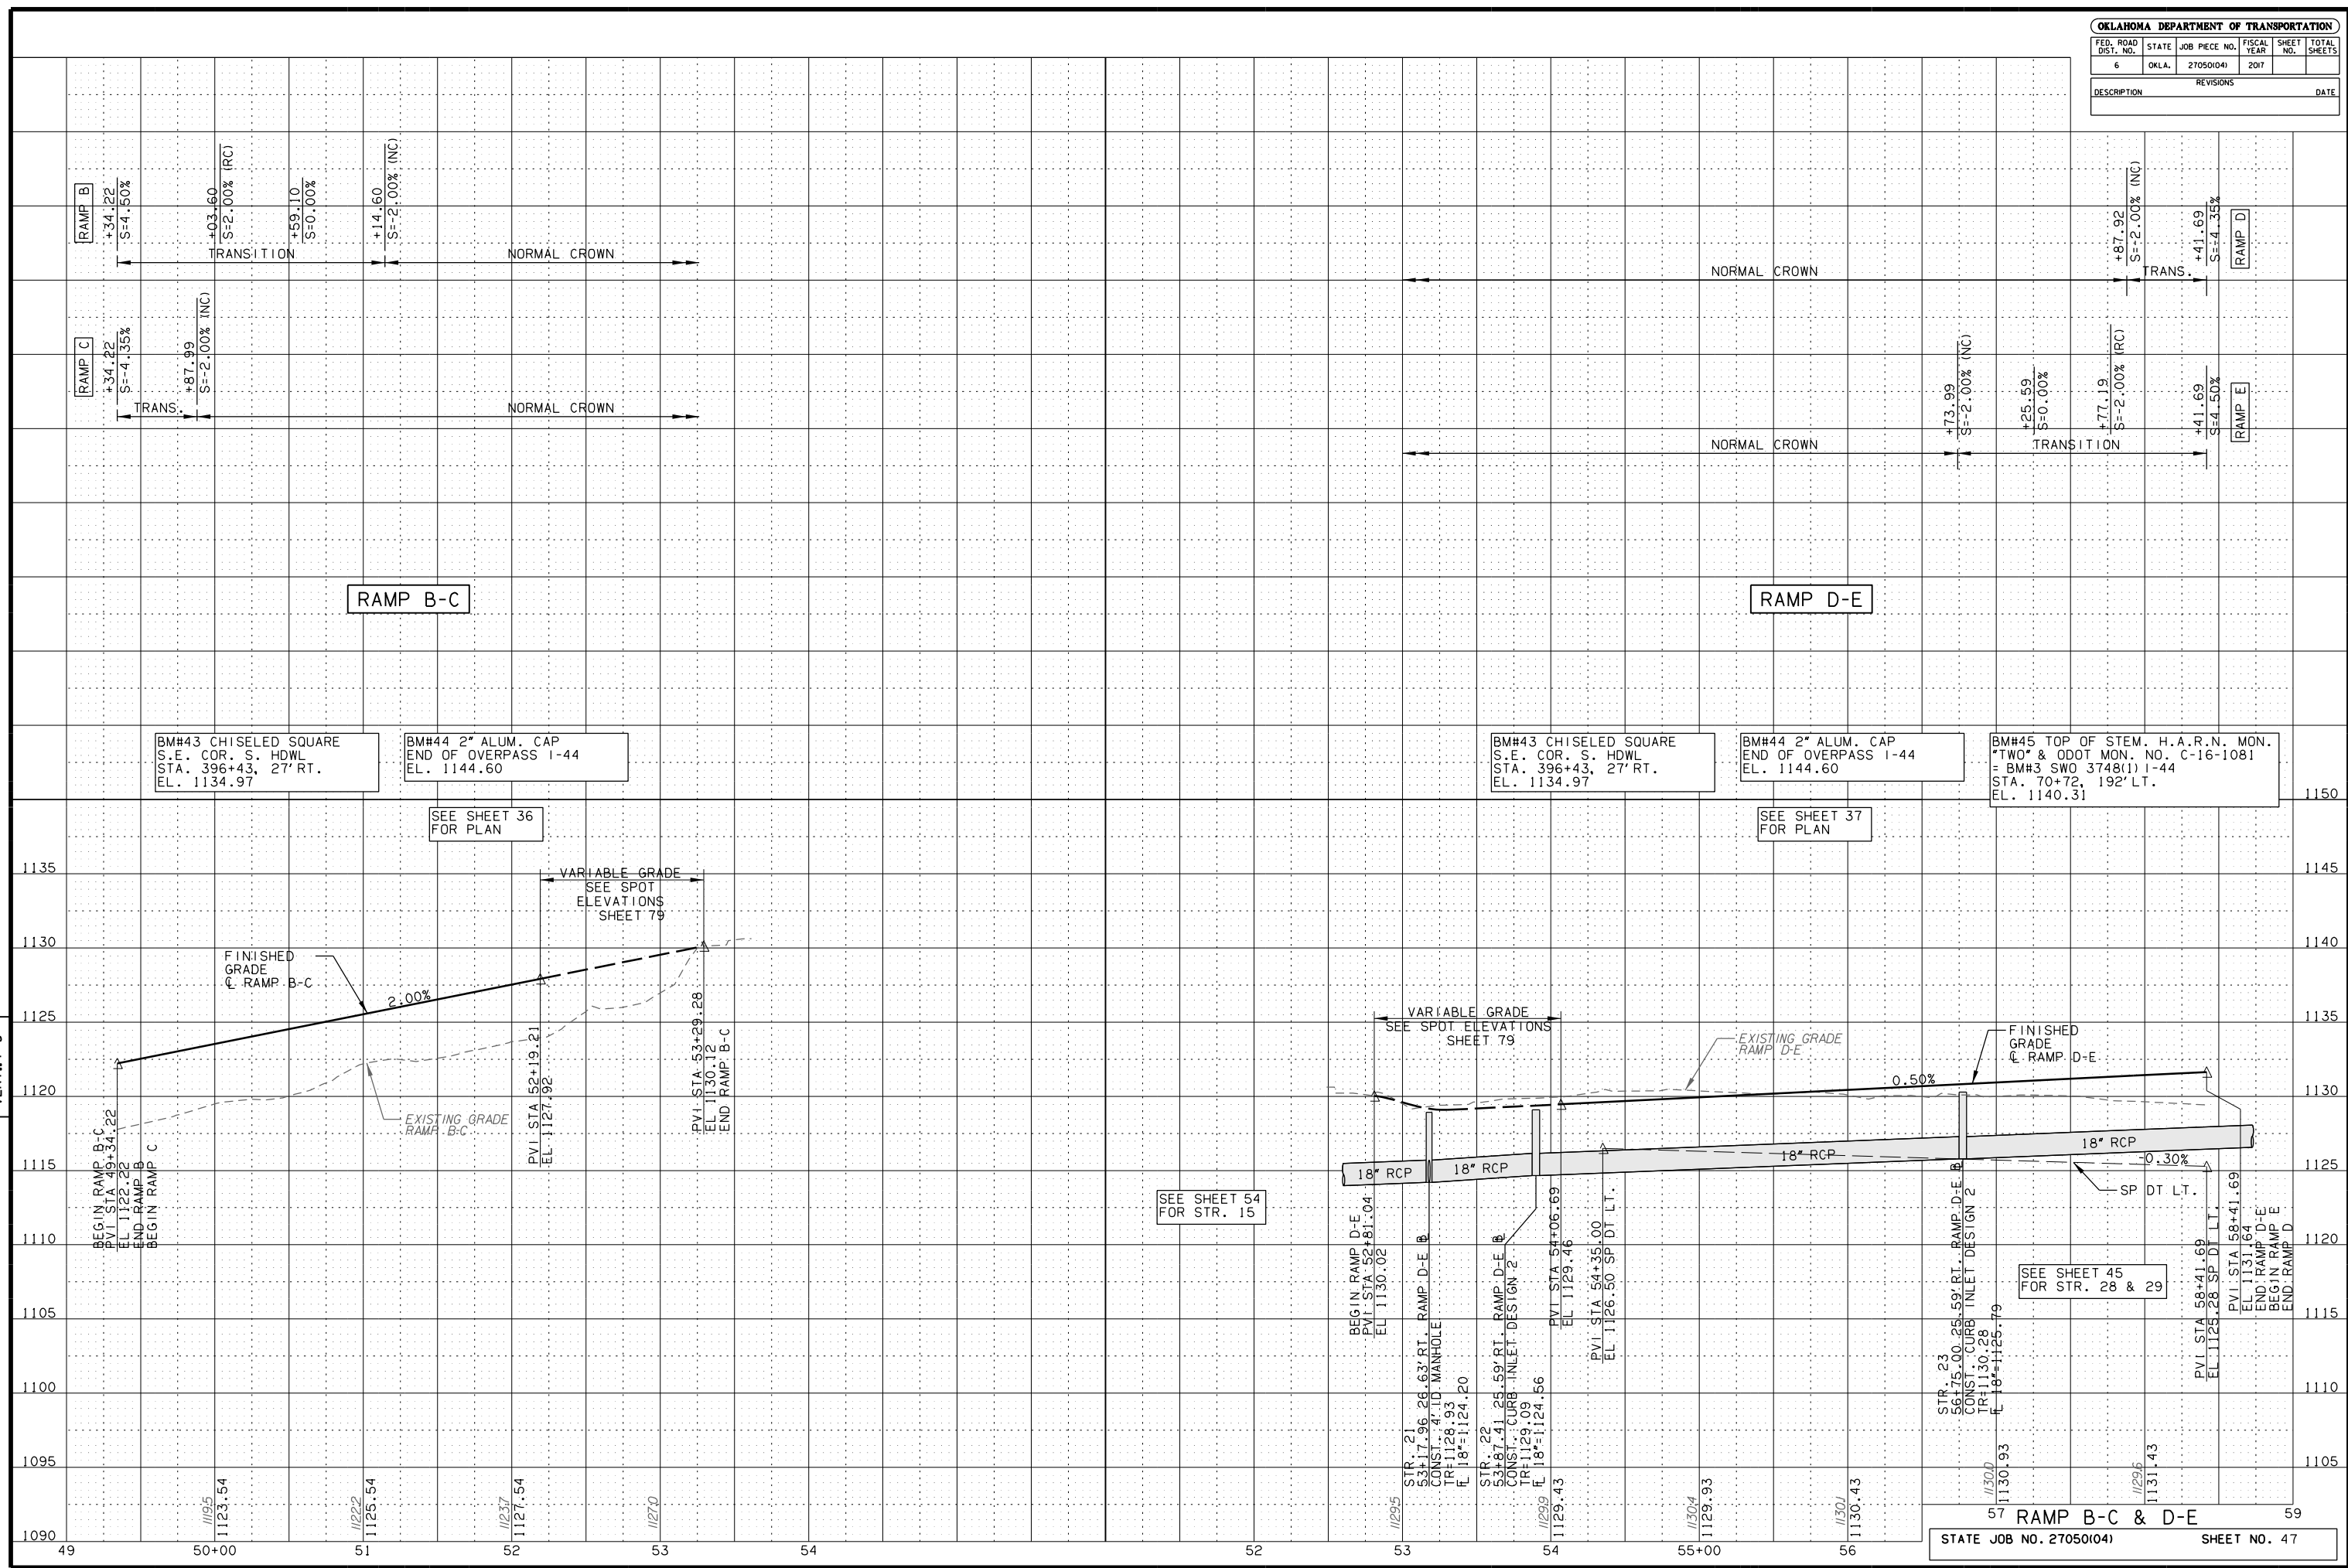 OKLAHOMA DEPARTMENT OF TRANSPORTATION
FED. ROAD DIST. NO. STATE JOB PIECE NO. FISCAL YEAR SHEET NO. TOTAL SHEETS
6 OKLA. 27050(04) 2017
REVISIONS
DESCRIPTION DATE
RAMP B
+34.22
S=4.50%
+03.60
S=2.00% (RC)
+59.10
S=0.00%
+14.60
S=-2.00% (NC)
TRANSITION
NORMAL CROWN
RAMP C
+34.22
S=-4.35%
+87.99
S=-2.00% (NC)
TRANS.
NORMAL CROWN
NORMAL CROWN
+87.92
S=-2.00% (NC)
TRANS.
+41.69
S=-4.35%
RAMP D
NORMAL CROWN
+73.99
S=-2.00% (NC)
+25.59
S=0.00%
+77.19
S=-2.00% (RC)
TRANSITION
+41.69
S=4.50%
RAMP E
RAMP B-C
RAMP D-E
BM#43 CHISELED SQUARE
S.E. COR. S. HDWL
STA. 396+43, 27' RT.
EL. 1134.97
BM#44 2" ALUM. CAP
END OF OVERPASS I-44
EL. 1144.60
SEE SHEET 36
FOR PLAN
BM#43 CHISELED SQUARE
S.E. COR. S. HDWL
STA. 396+43, 27' RT.
EL. 1134.97
BM#44 2" ALUM. CAP
END OF OVERPASS I-44
EL. 1144.60
BM#45 TOP OF STEM. H.A.R.N. MON.
"TWO" & ODOT MON. NO. C-16-1081
= BM#3 SWO 3748(1) I-44
STA. 70+72, 192' LT.
EL. 1140.31
SEE SHEET 37
FOR PLAN
1135
1130
1125
1120
1115
1110
1105
1100
1095
1090
1150
1145
1140
1135
1130
1125
1120
1115
1110
1105
VARIABLE GRADE
SEE SPOT
ELEVATIONS
SHEET 79
FINISHED
GRADE
℄ RAMP B-C
2.00%
EXISTING GRADE
RAMP B-C
BEGIN RAMP B-C
PVI STA 49+34.22
EL 1122.22
END RAMP B
BEGIN RAMP C
PVI STA 52+19.21
EL 1127.92
PVI STA 53+29.28
EL 1130.12
END RAMP B-C
VARIABLE GRADE
SEE SPOT ELEVATIONS
SHEET 79
EXISTING GRADE
RAMP D-E
FINISHED
GRADE
℄ RAMP D-E
0.50%
18" RCP
18" RCP
18" RCP
18" RCP
-0.30%
SP DT LT.
SEE SHEET 54
FOR STR. 15
BEGIN RAMP D-E
PVI STA 52+81.04
EL 1130.02
STR. 21
53+17.96 26.63' RT. RAMP D-E ℄
CONST. 4' ID MANHOLE
TR=1128.93
FL 18"=1124.20
STR. 22
53+87.41 25.59' RT. RAMP D-E ℄
CONST. CURB INLET DESIGN 2
TR=1129.09
FL 18"=1124.56
PVI STA 54+06.69
EL 1129.46
PVI STA 54+35.00
EL 1126.50 SP DT LT.
STR. 23
56+75.00 25.59' RT. RAMP D-E ℄
CONST. CURB INLET DESIGN 2
TR=1130.28
FL 18"=1125.79
SEE SHEET 45
FOR STR. 28 & 29
PVI STA 58+41.69
EL 1125.28 SP DT LT.
PVI STA 58+41.69
EL 1131.64
END RAMP D-E
BEGIN RAMP E
END RAMP D
1119.5
1123.54
1122.2
1125.54
1123.7
1127.54
1127.0
1129.5
1129.9
1129.43
1130.4
1129.93
1130.1
1130.43
1130.0
1130.93
1129.6
1131.43
49 50+00 51 52 53 54 52 53 54 55+00 56 57 59
RAMP B-C & D-E
STATE JOB NO. 27050(04) SHEET NO. 47